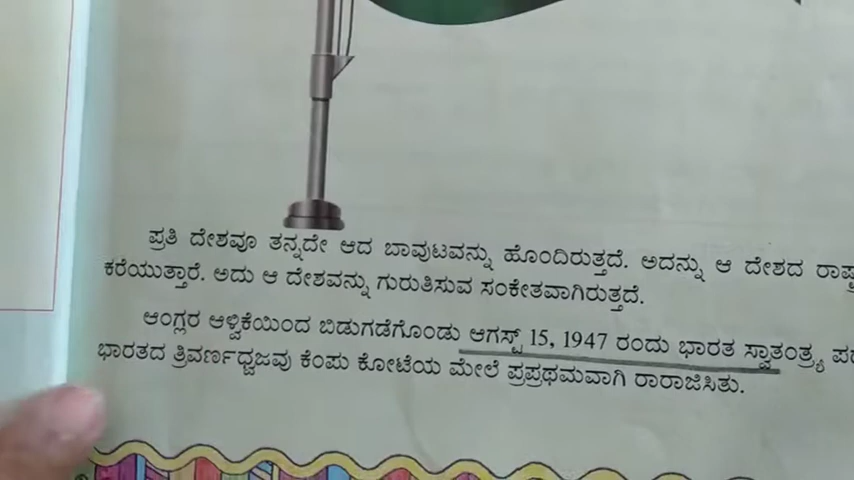 ಪ್ರತಿ ದೇಶವೂ ತನ್ನದೇ ಆದ ಬಾವುಟವನ್ನು ಹೊಂದಿರುತ್ತದೆ. ಅದನ್ನು ಆ ದೇಶದ
ಕರೆಯುತ್ತಾರೆ. ಅದು ಆ ದೇಶವನ್ನು ಗುರುತಿಸುವ ಸಂಕೇತವಾಗಿರುತ್ತದೆ.
ಆಂಗ್ಲರ ಆಳ್ವಿಕೆಯಿಂದ ಬಿಡುಗಡೆಗೊಂಡು ಆಗಸ್ಟ್ 15, 1947 ರಂದು ಭಾರತ ಸ್ವಾತಂತ್ರ್ಯ
ಭಾರತದ ತ್ರಿವರ್ಣಧ್ವಜವು ಕೆಂಪು ಕೋಟೆಯ ಮೇಲೆ ಪ್ರಪ್ರಥಮವಾಗಿ ರಾರಾಜಿಸಿತು.